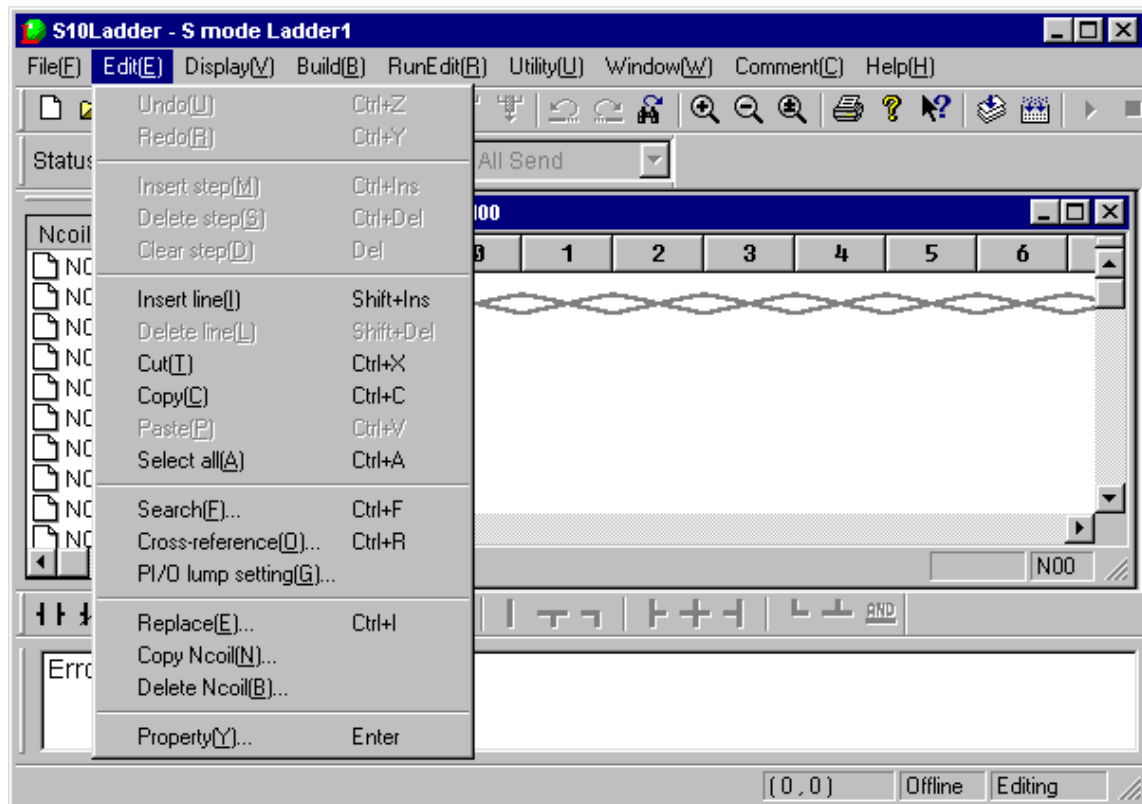 S10Ladder - S mode Ladder1
File(F) Edit(E) Display(V) Build(B) RunEdit(R) Utility(U) Window(W) Comment(C) Help(H)
Undo(U) Ctrl+Z
Redo(R) Ctrl+Y
Status All Send
Insert step(M) Ctrl+Ins
Delete step(S) Ctrl+Del
Clear step(D) Del
Insert line(I) Shift+Ins
Delete line(L) Shift+Del
Cut(T) Ctrl+X
Copy(C) Ctrl+C
Paste(P) Ctrl+V
Select all(A) Ctrl+A
Search(F)... Ctrl+F
Cross-reference(O)... Ctrl+R
PI/O lump setting(G)...
Replace(E)... Ctrl+I
Copy Ncoil(N)...
Delete Ncoil(B)...
Property(Y)... Enter
Ncoil
1 2 3 4 5 6
N00
AND
(0,0) Offline Editing